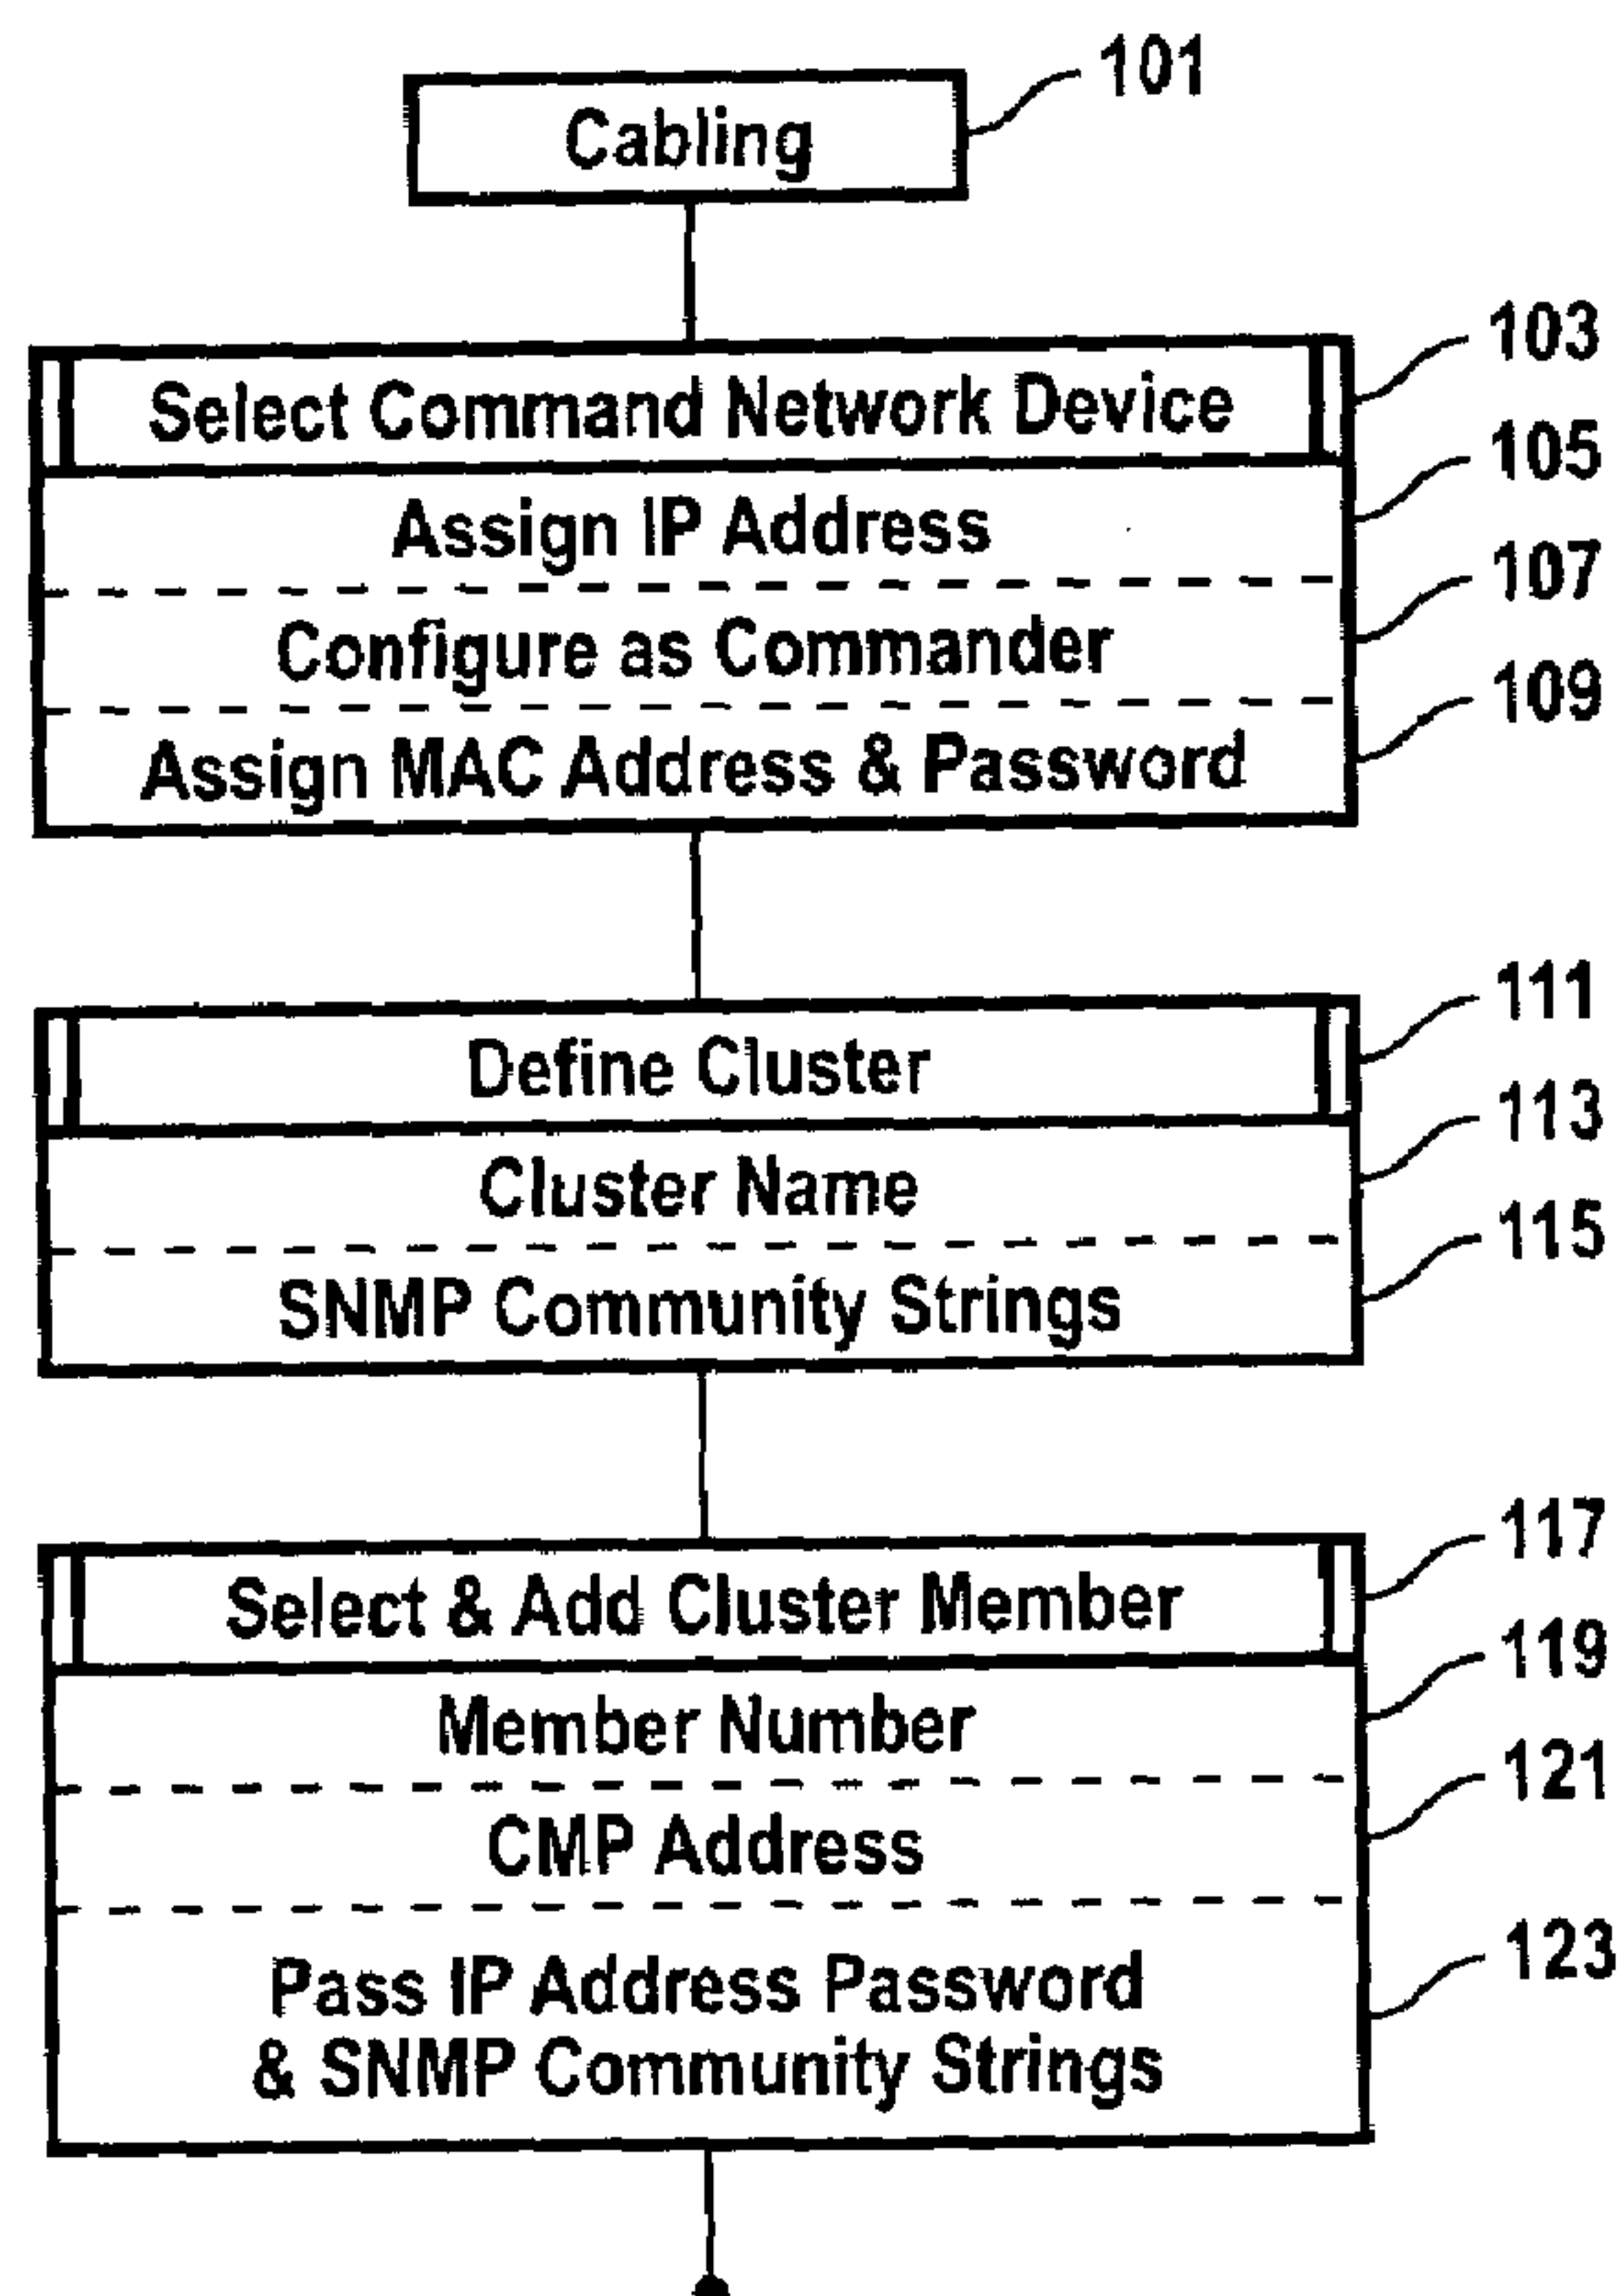 Cabling
101
Select Command Network Device
103
Assign IP Address
105
Configure as Commander
107
Assign MAC Address & Password
109
Define Cluster
111
Cluster Name
113
SNMP Community Strings
115
Select & Add Cluster Member
117
Member Number
119
CMP Address
121
Pass IP Address Password
& SNMP Community Strings
123